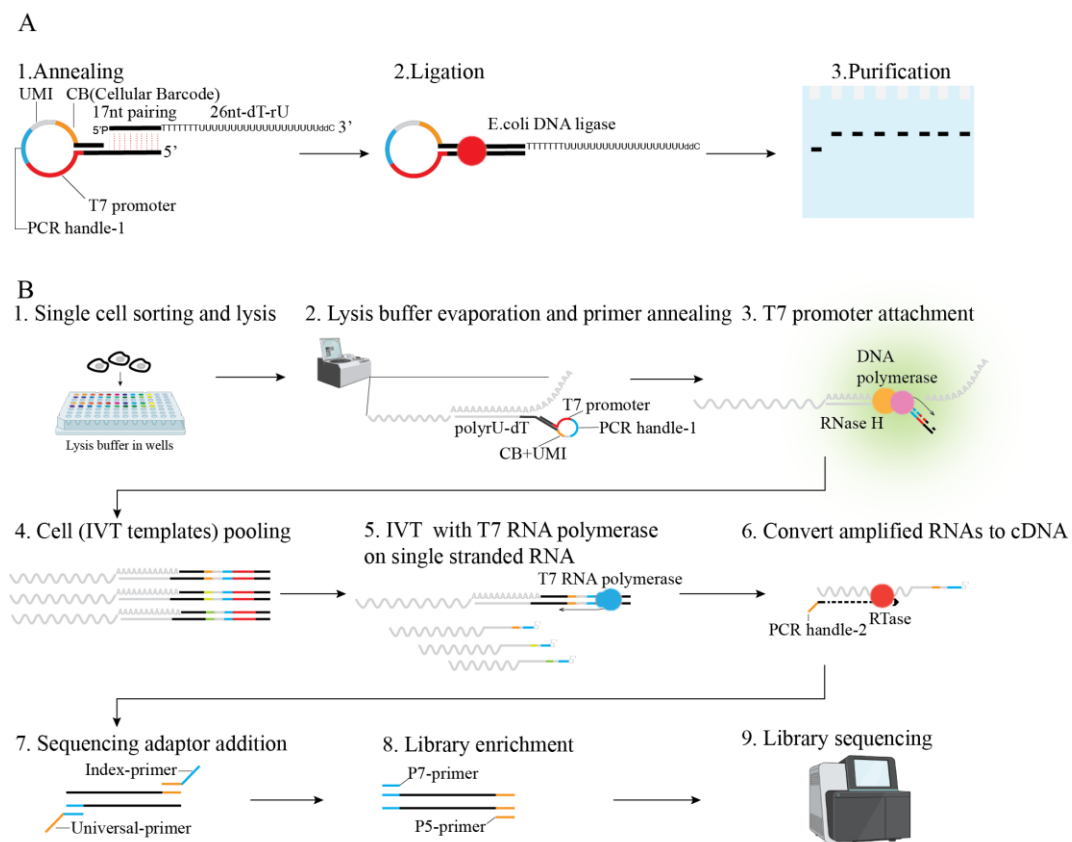 A
1.Annealing
2.Ligation
3.Purification
UMI
CB(Cellular Barcode)
17nt pairing
26nt-dT-rU
5'P
3'
5'
T7 promoter
PCR handle-1
E.coli DNA ligase
B
1. Single cell sorting and lysis
2. Lysis buffer evaporation and primer annealing
3. T7 promoter attachment
Lysis buffer in wells
T7 promoter
polyrU-dT
PCR handle-1
CB+UMI
DNA
polymerase
RNase H
4. Cell (IVT templates) pooling
5. IVT with T7 RNA polymerase
on single stranded RNA
T7 RNA polymerase
6. Convert amplified RNAs to cDNA
PCR handle-2
RTase
7. Sequencing adaptor addition
Index-primer
Universal-primer
8. Library enrichment
P7-primer
P5-primer
9. Library sequencing